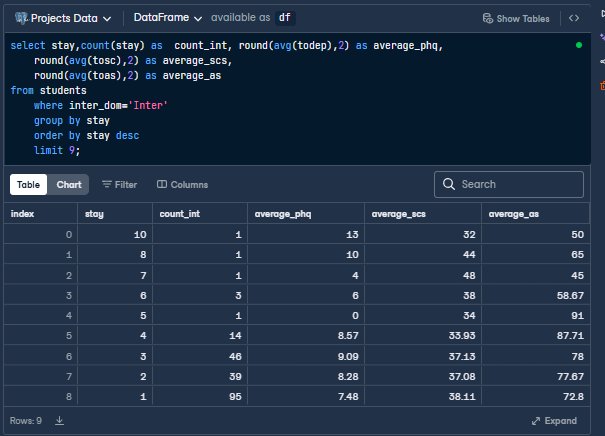 Projects Data DataFrame available as df Show Tables
select stay,count(stay) as  count_int, round(avg(todep),2) as average_phq,
    round(avg(tosc),2) as average_scs,
    round(avg(toas),2) as average_as
from students
    where inter_dom='Inter'
    group by stay
    order by stay desc
    limit 9;
Table Chart Filter Columns Search
index stay count_int average_phq average_scs average_as
0 10 1 13 32 50
1 8 1 10 44 65
2 7 1 4 48 45
3 6 3 6 38 58.67
4 5 1 0 34 91
5 4 14 8.57 33.93 87.71
6 3 46 9.09 37.13 78
7 2 39 8.28 37.08 77.67
8 1 95 7.48 38.11 72.8
Rows: 9 Expand